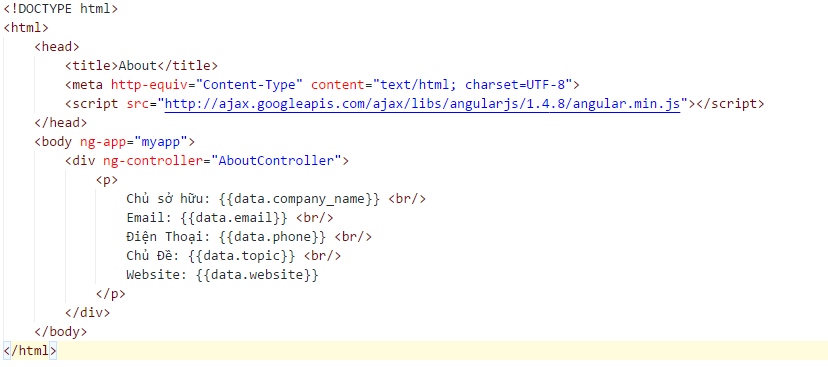 <!DOCTYPE html>
<html>
<head>
<title>About</title>
<meta http-equiv="Content-Type" content="text/html; charset=UTF-8">
<script src="http://ajax.googleapis.com/ajax/libs/angularjs/1.4.8/angular.min.js"></script>
</head>
<body ng-app="myapp">
<div ng-controller="AboutController">
<p>
Chủ sở hữu: {{data.company_name}} <br/>
Email: {{data.email}} <br/>
Điện Thoại: {{data.phone}} <br/>
Chủ Đề: {{data.topic}} <br/>
Website: {{data.website}}
</p>
</div>
</body>
</html>